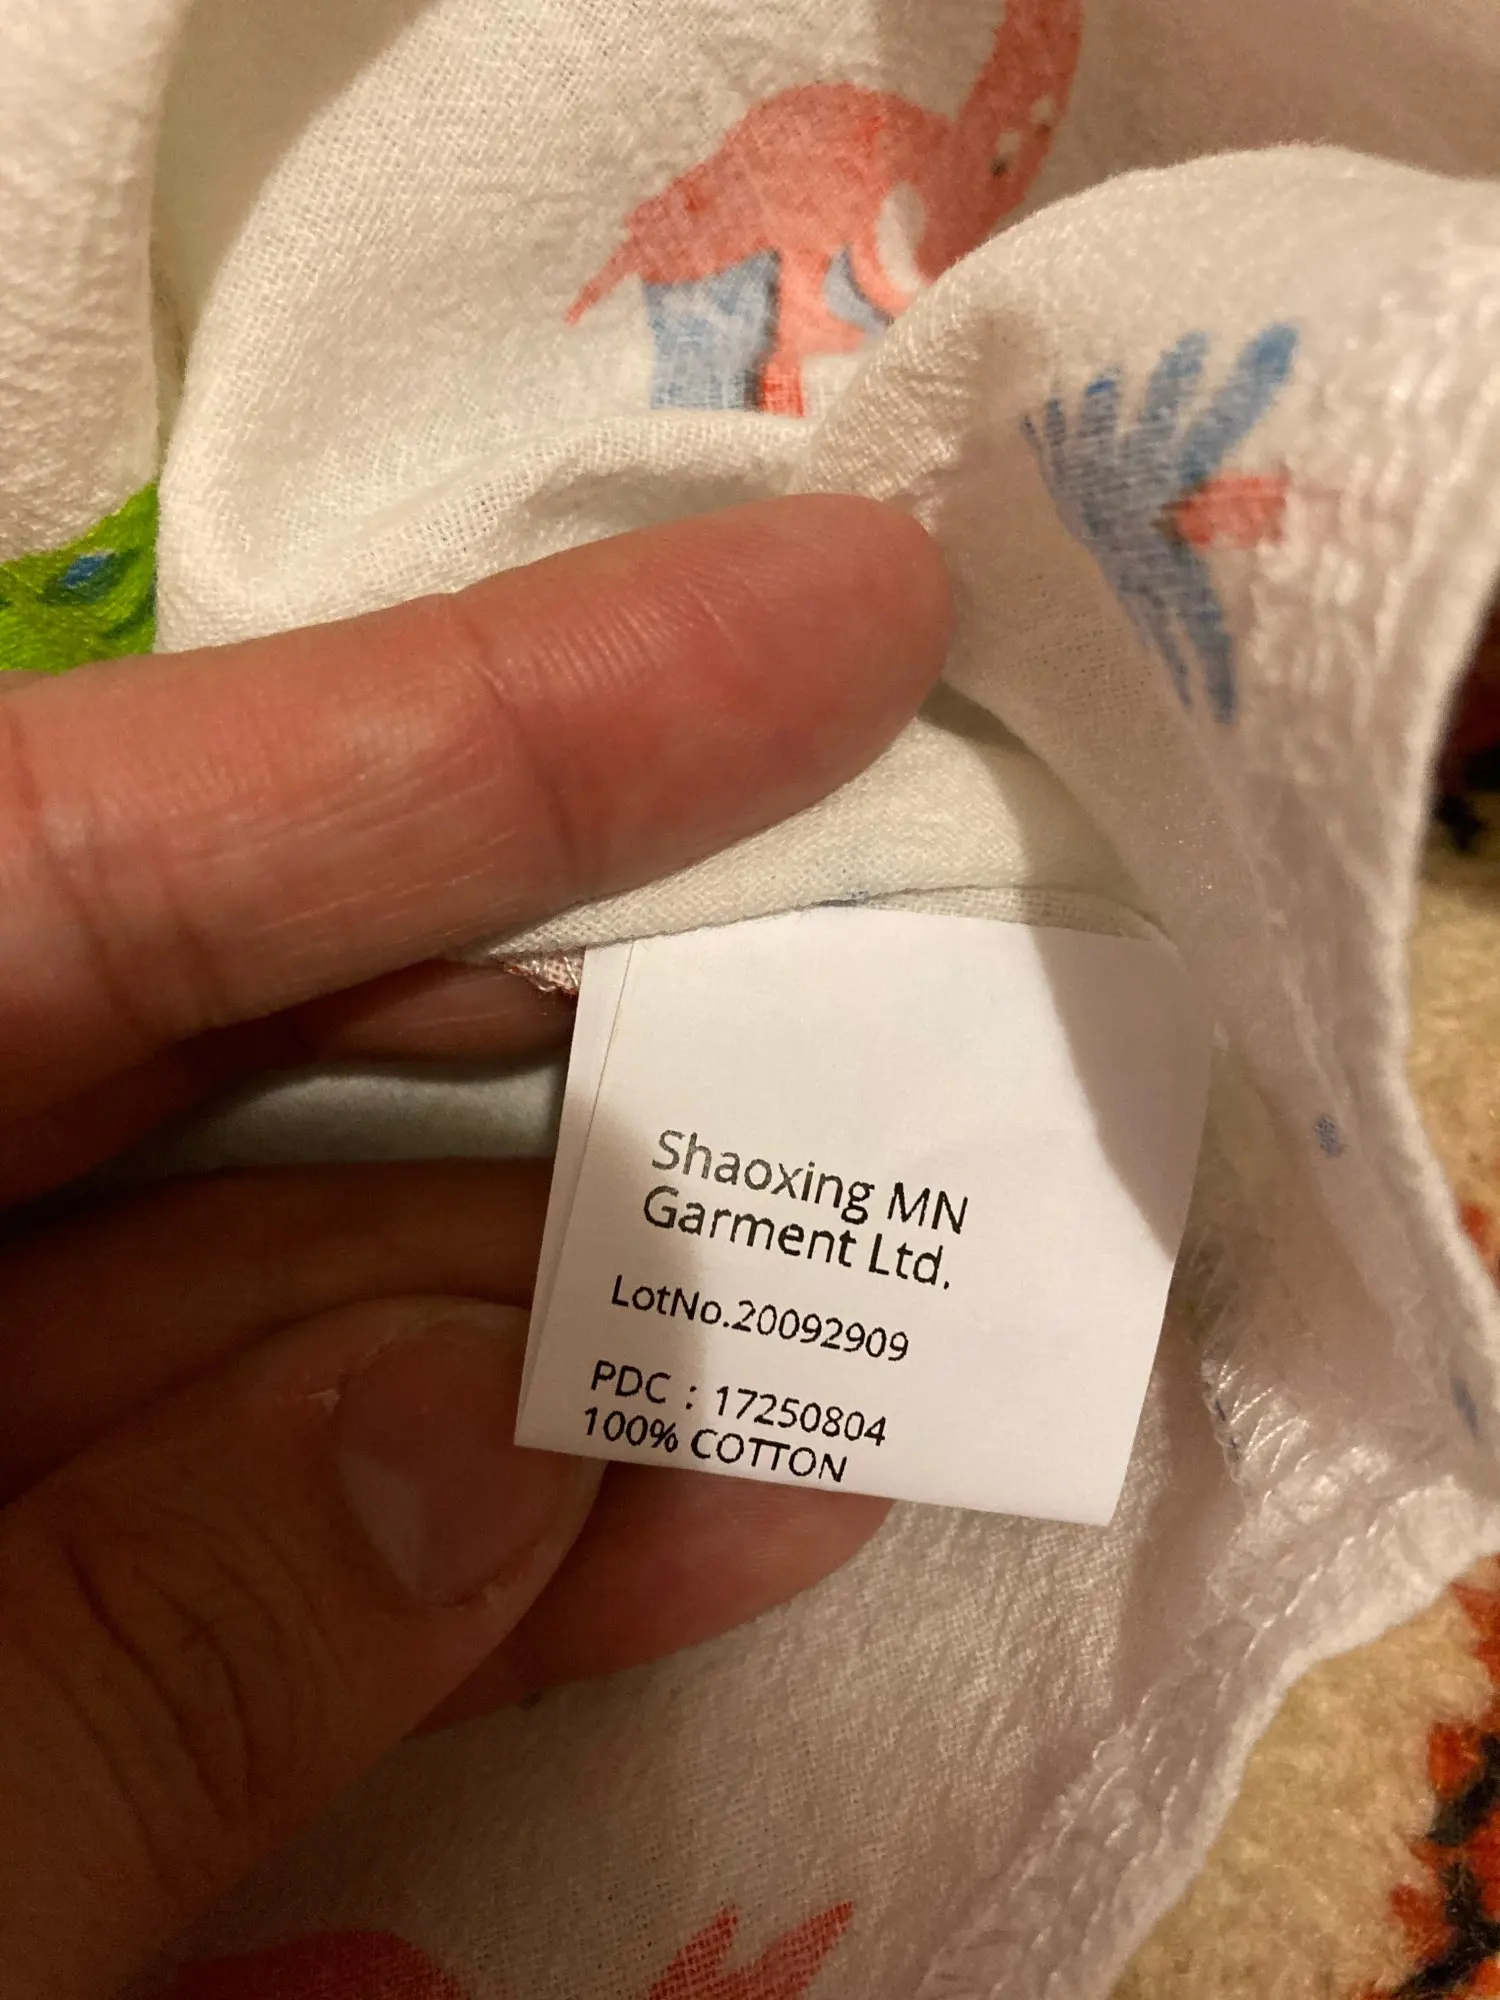 Shaoxing MN
Garment Ltd.
LotNo.20092909
PDC : 17250804
100% COTTON